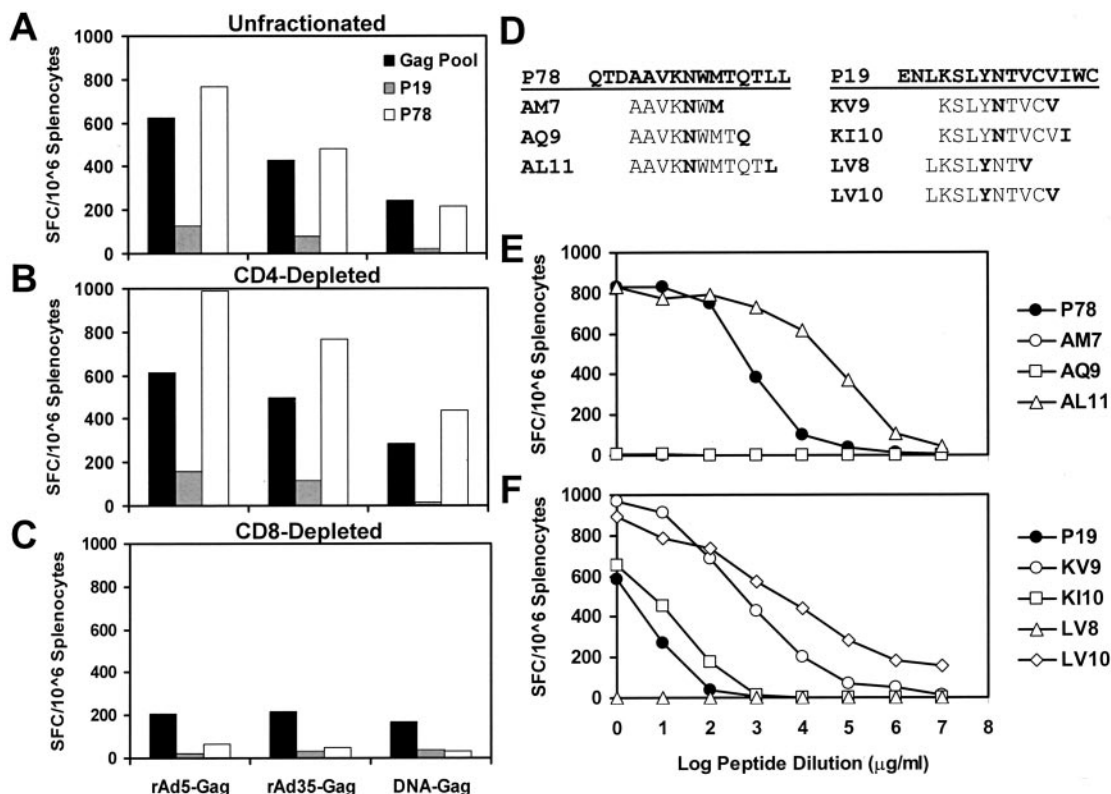 A
Unfractionated
1000
800
600
400
200
0
SFC/10^6 Splenocytes
Gag Pool
P19
P78
B
CD4-Depleted
1000
800
600
400
200
0
SFC/10^6 Splenocytes
C
CD8-Depleted
1000
800
600
400
200
0
SFC/10^6 Splenocytes
rAd5-Gag rAd35-Gag DNA-Gag
D
P78 QTDAAVKNWMTQTLL
AM7 AAVKNWM
AQ9 AAVKNWMTQ
AL11 AAVKNWMTQTL
P19 ENLKSLYNTVCVIWC
KV9 KSLYNTVCV
KI10 KSLYNTVCVI
LV8 LKSLYNTV
LV10 LKSLYNTVCV
E
1000
800
600
400
200
0
SFC/10^6 Splenocytes
P78
AM7
AQ9
AL11
F
1000
800
600
400
200
0
SFC/10^6 Splenocytes
P19
KV9
KI10
LV8
LV10
0 1 2 3 4 5 6 7 8
Log Peptide Dilution (μg/ml)